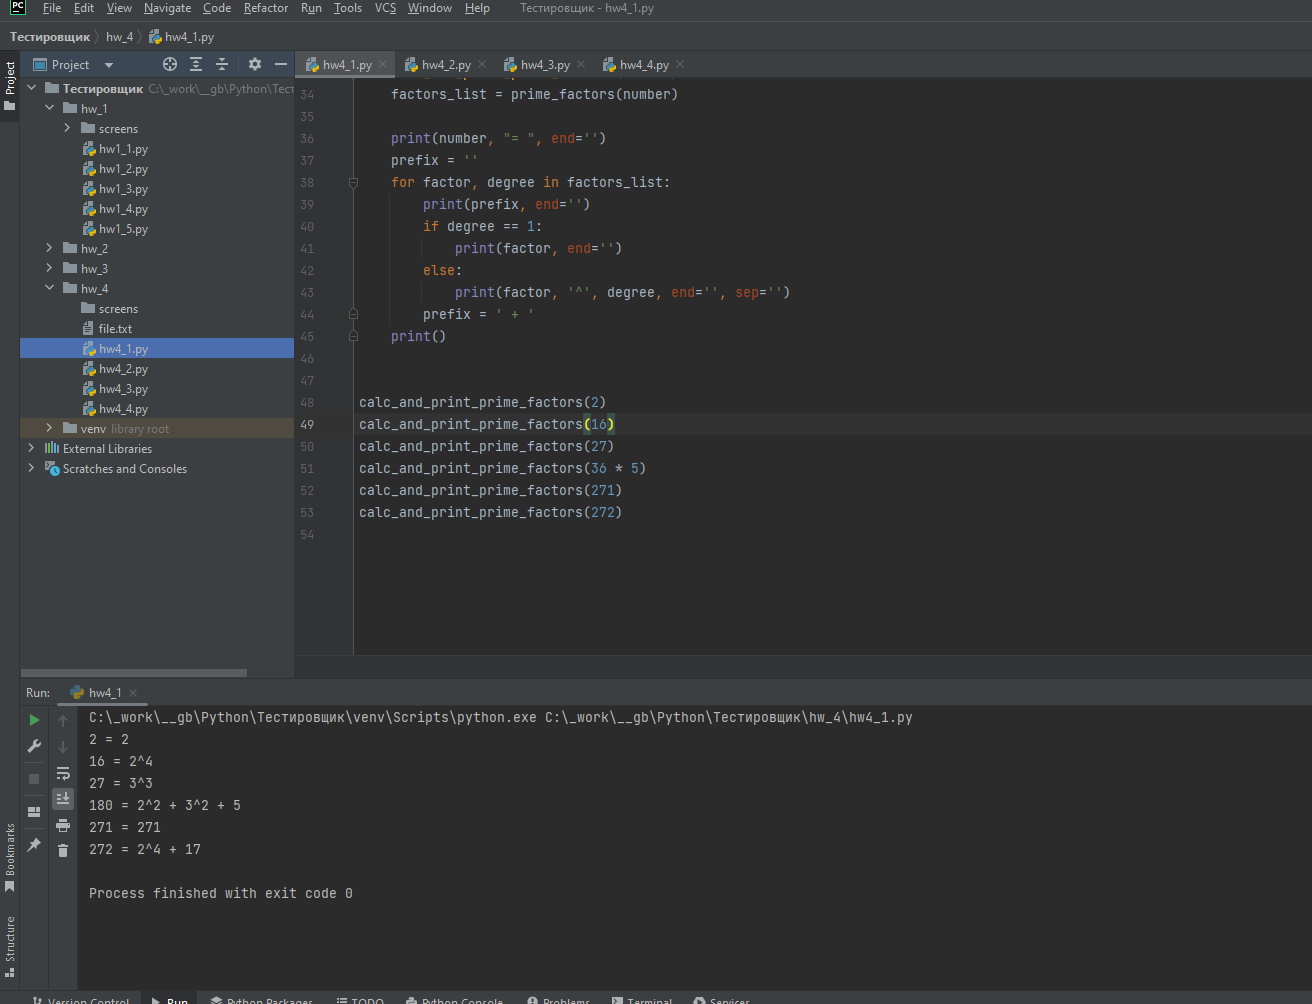 PC File Edit View Navigate Code Refactor Run Tools VCS Window Help Тестировщик - hw4_1.py
Тестировщик hw_4 hw4_1.py
Project
Project
hw4_1.py hw4_2.py hw4_3.py hw4_4.py
Тестировщик C:\_work\__gb\Python\Тест
hw_1
screens
hw1_1.py
hw1_2.py
hw1_3.py
hw1_4.py
hw1_5.py
hw_2
hw_3
hw_4
screens
file.txt
hw4_1.py
hw4_2.py
hw4_3.py
hw4_4.py
venv library root
External Libraries
Scratches and Consoles
34 factors_list = prime_factors(number)
35
36 print(number, "= ", end='')
37 prefix = ''
38 for factor, degree in factors_list:
39 print(prefix, end='')
40 if degree == 1:
41 print(factor, end='')
42 else:
43 print(factor, '^', degree, end='', sep='')
44 prefix = ' + '
45 print()
46
47
48 calc_and_print_prime_factors(2)
49 calc_and_print_prime_factors(16)
50 calc_and_print_prime_factors(27)
51 calc_and_print_prime_factors(36 * 5)
52 calc_and_print_prime_factors(271)
53 calc_and_print_prime_factors(272)
54
Run: hw4_1
C:\_work\__gb\Python\Тестировщик\venv\Scripts\python.exe C:\_work\__gb\Python\Тестировщик\hw_4\hw4_1.py
2 = 2
16 = 2^4
27 = 3^3
180 = 2^2 + 3^2 + 5
271 = 271
272 = 2^4 + 17
Process finished with exit code 0
Bookmarks
Structure
Version Control Run Python Packages TODO Python Console Problems Terminal Services